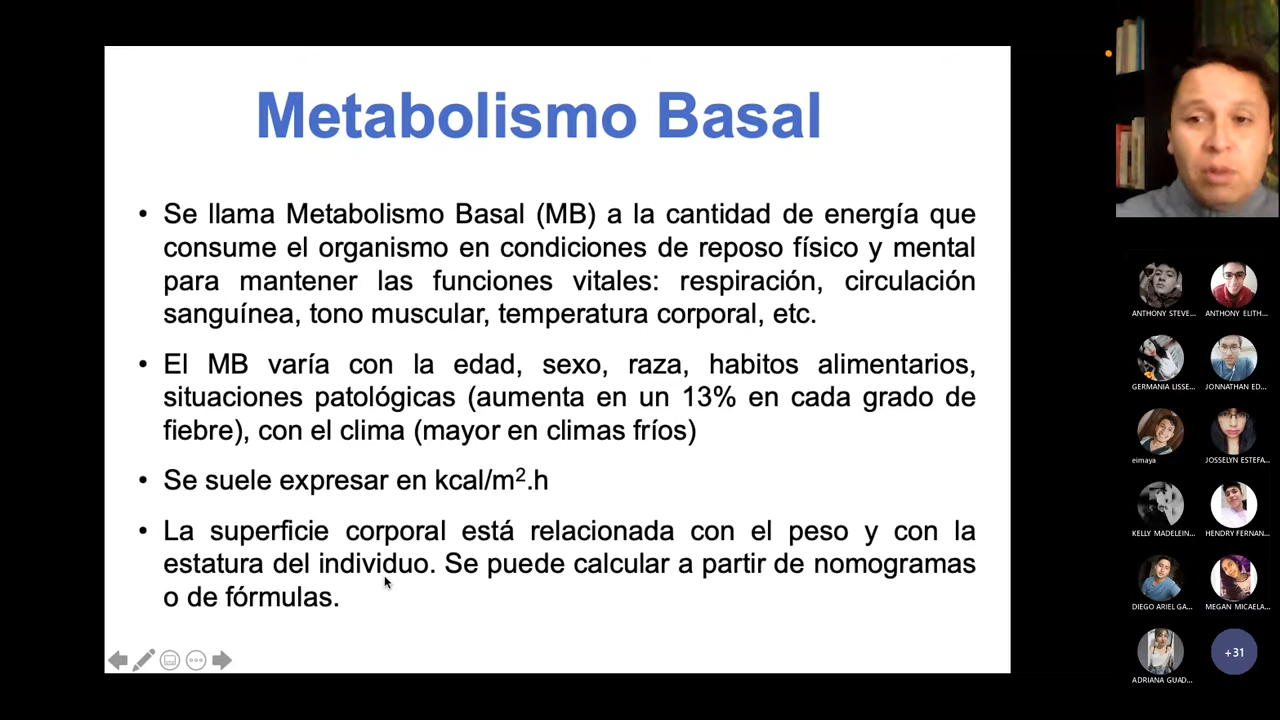 Metabolismo Basal
• Se llama Metabolismo Basal (MB) a la cantidad de energía que
consume el organismo en condiciones de reposo físico y mental
para mantener las funciones vitales: respiración, circulación
sanguínea, tono muscular, temperatura corporal, etc.
• El MB varía con la edad, sexo, raza, habitos alimentarios,
situaciones patológicas (aumenta en un 13% en cada grado de
fiebre), con el clima (mayor en climas fríos)
• Se suele expresar en kcal/m².h
• La superficie corporal está relacionada con el peso y con la
estatura del individuo. Se puede calcular a partir de nomogramas
o de fórmulas.
ANTHONY STEVE...
ANTHONY ELITH...
GERMANIA LISSE...
JONNATHAN ED...
eimaya
JOSSELYN ESTEFA...
KELLY MADELEIN...
HENDRY FERNAN...
DIEGO ARIEL GA...
MEGAN MICAELA...
ADRIANA GUAD...
+31